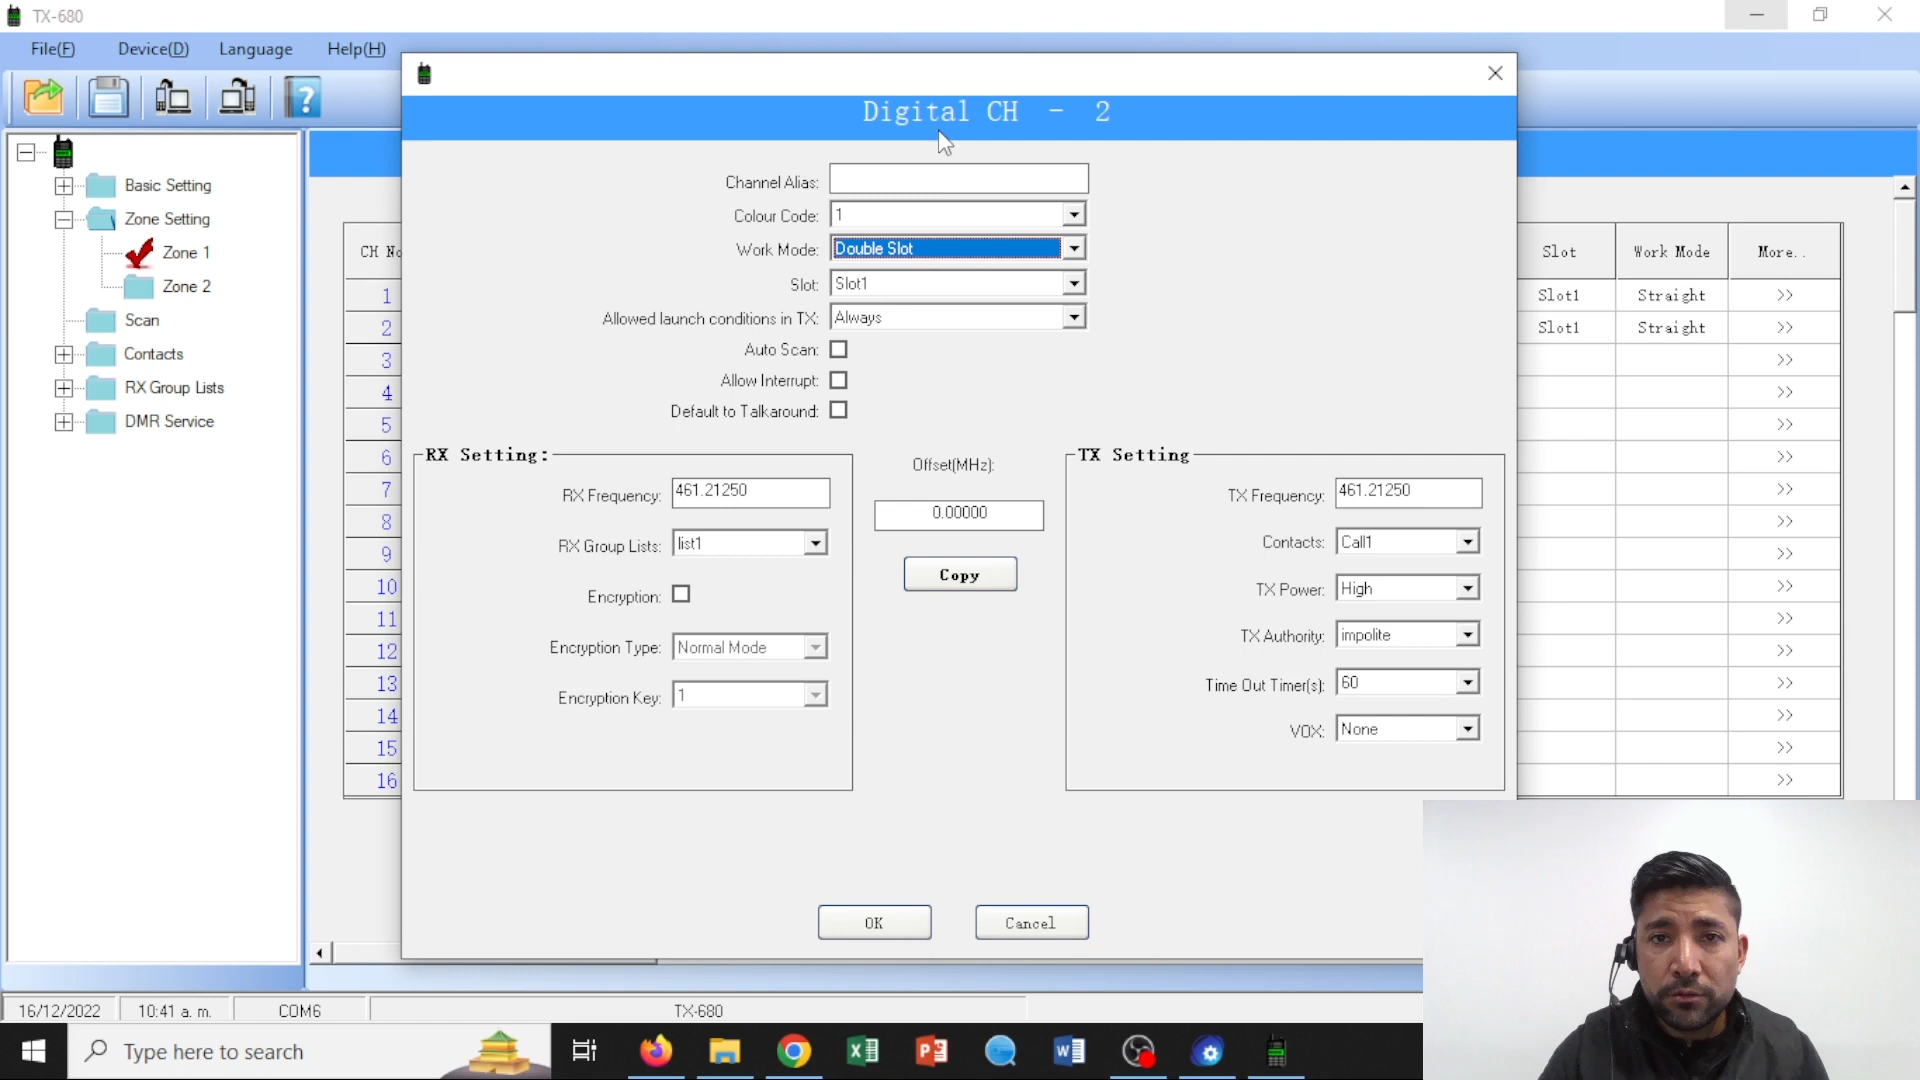 TX-680
File(F) Device(D) Language Help(H)
Digital CH - 2
Basic Setting
Zone Setting
Zone 1
Zone 2
Scan
Contacts
RX Group Lists
DMR Service
CH No
1
2
3
4
5
6
7
8
9
10
11
12
13
14
15
16
Channel Alias:
Colour Code: 1
Work Mode: Double Slot
Slot: Slot1
Allowed launch conditions in TX: Always
Auto Scan:
Allow Interrupt:
Default to Talkaround:
RX Setting:
RX Frequency: 461.21250
RX Group Lists: list1
Encryption:
Encryption Type: Normal Mode
Encryption Key: 1
Offset(MHz):
0.00000
Copy
TX Setting
TX Frequency: 461.21250
Contacts: Call1
TX Power: High
TX Authority: impolite
Time Out Timer(s): 60
VOX: None
OK Cancel
Slot Work Mode More..
Slot1 Straight >>
Slot1 Straight >>
>>
>>
>>
>>
>>
>>
>>
>>
>>
>>
>>
>>
>>
>>
16/12/2022 10:41 a. m. COM6 TX-680
Type here to search